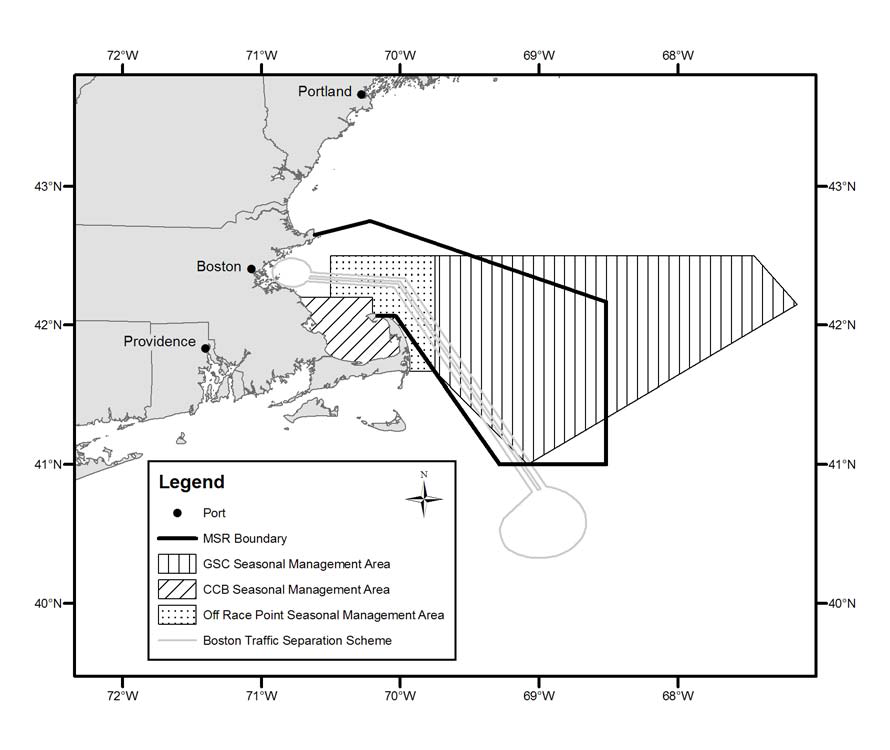 72°W 71°W 70°W 69°W 68°W
Portland
43°N 43°N
Boston
42°N 42°N
Providence
41°N 41°N
Legend
N
Port
MSR Boundary
GSC Seasonal Management Area
CCB Seasonal Management Area
40°N 40°N
Off Race Point Seasonal Management Area
Boston Traffic Separation Scheme
72°W 71°W 70°W 69°W 68°W